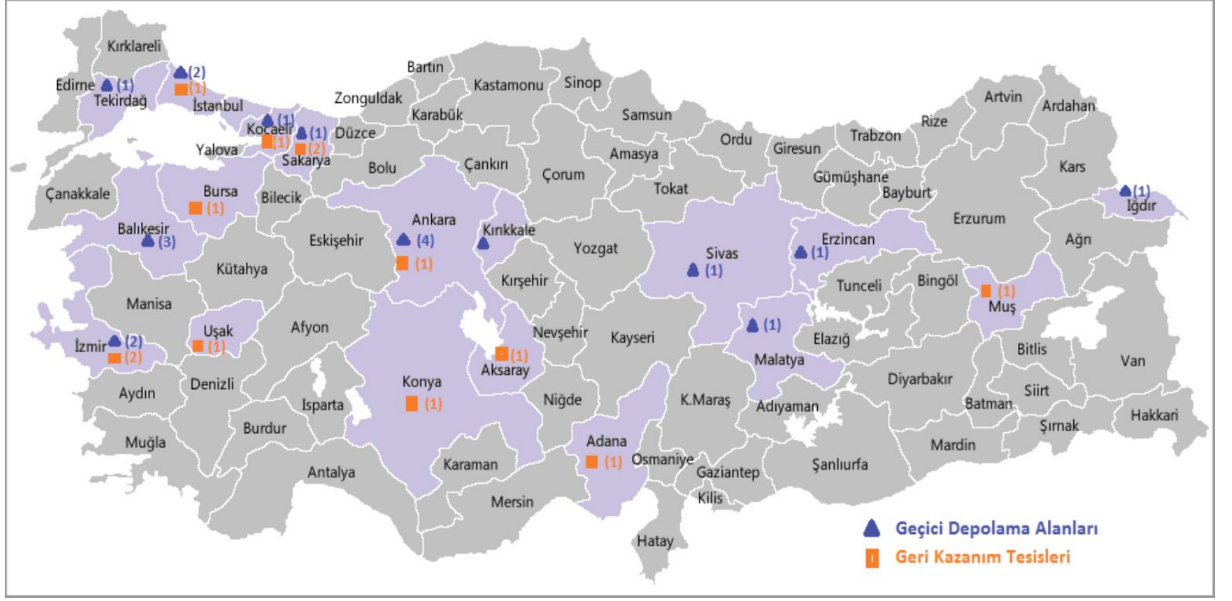 Kırklareli
Edirne
(1)
Tekirdağ
(2)
(1)
İstanbul
(1)
Kocaeli
(1)
(1)
(2)
Sakarya
Yalova
Düzce
Zonguldak
Bartın
Karabük
Kastamonu
Sinop
Samsun
Ordu
Giresun
Trabzon
Rize
Artvin
Ardahan
Kars
(1)
Iğdır
Çanakkale
Bursa
(1)
Bilecik
Bolu
Çankırı
Çorum
Amasya
Tokat
Gümüşhane
Bayburt
Erzurum
Ağrı
Balıkesir
(3)
Kütahya
Eskişehir
Ankara
(4)
(1)
Kırıkkale
Kırşehir
Yozgat
Sivas
(1)
Erzincan
(1)
Tunceli
Bingöl
(1)
Muş
Manisa
İzmir
(2)
(2)
Uşak
(1)
Afyon
Nevşehir
Kayseri
(1)
Malatya
Elazığ
Bitlis
Van
Aydın
Denizli
Isparta
Konya
(1)
(1)
Aksaray
Niğde
K.Maraş
Adıyaman
Diyarbakır
Batman
Siirt
Şırnak
Hakkari
Muğla
Burdur
Antalya
Karaman
Mersin
Adana
(1)
Osmaniye
Gaziantep
Kilis
Şanlıurfa
Mardin
Hatay
Geçici Depolama Alanları
Geri Kazanım Tesisleri